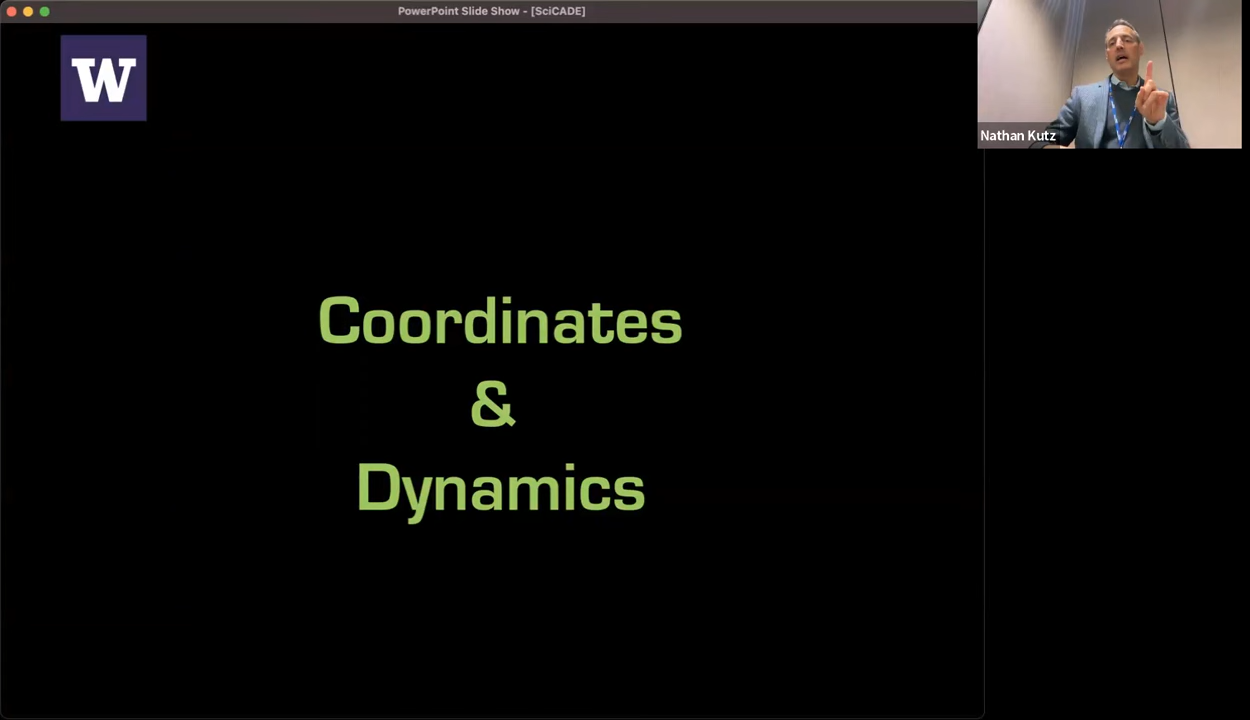 PowerPoint Slide Show - [SciCADE]
W
Nathan Kutz
Coordinates
&
Dynamics